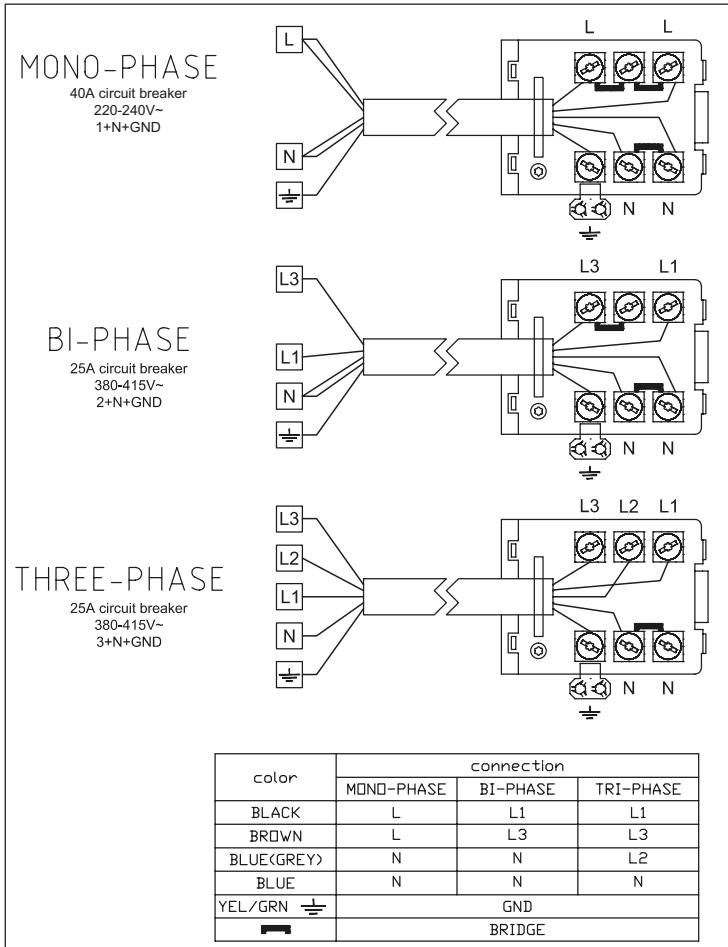 L
L L
MONO-PHASE
40A circuit breaker
220-240V~
1+N+GND
N
N N
L3
L3 L1
BI-PHASE
25A circuit breaker
380-415V~
2+N+GND
L1
N
N N
L3
L3 L2 L1
L2
THREE-PHASE
25A circuit breaker
380-415V~
3+N+GND
L1
N
N N
color connection
MONO-PHASE BI-PHASE TRI-PHASE
BLACK L L1 L1
BROWN L L3 L3
BLUE(GREY) N N L2
BLUE N N N
YEL/GRN GND
BRIDGE